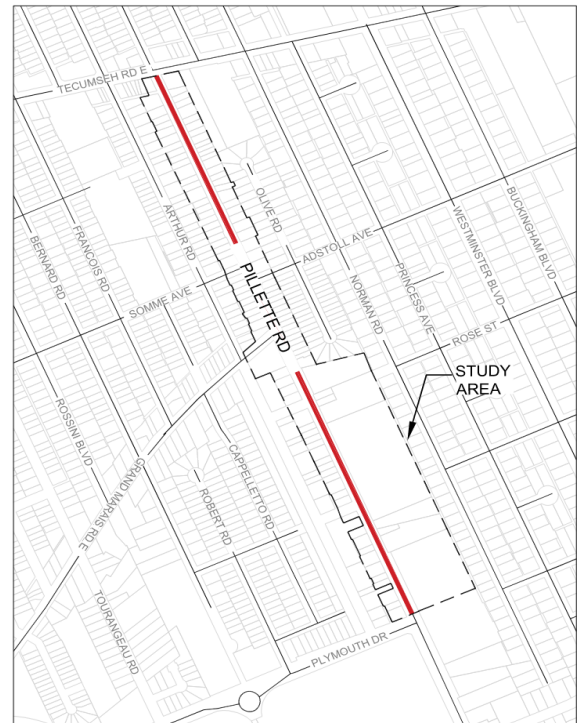 TECUMSEH RD E
OLIVE RD
ARTHUR RD
FRANCOIS RD
BERNARD RD
BUCKINGHAM BLVD
WESTMINSTER BLVD
ADSTOLL AVE
PRINCESS AVE
NORMAN RD
SOMME AVE
PILLETTE RD
ROSE ST
STUDY
AREA
ROSSINI BLVD
GRAND MARAIS RD E
CAPPELLETTO RD
ROBERT RD
TOURANGEAU RD
PLYMOUTH DR